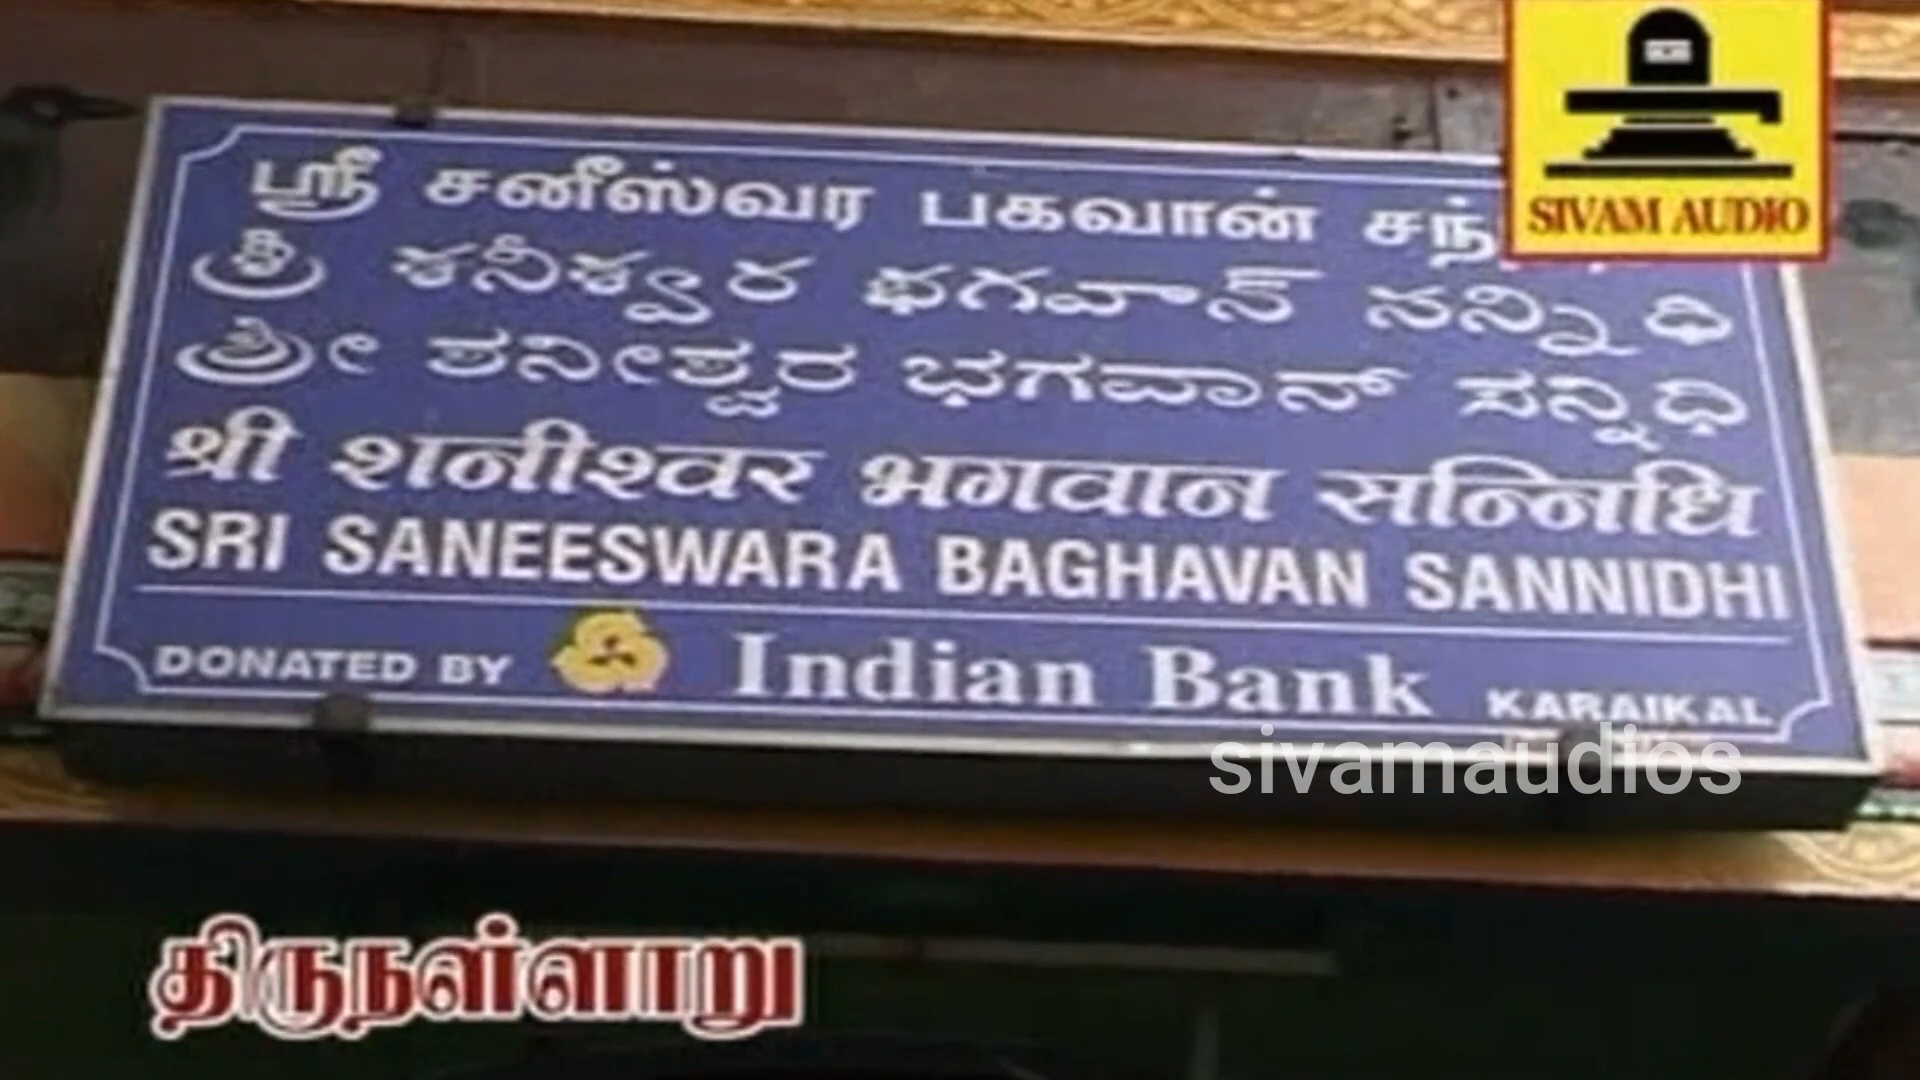 SIVAM AUDIO
ஸ்ரீ சனீஸ்வர பகவான்
శ్రీ శనీశ్వర భగవాన్ సన్నిధి
ಶ್ರೀ ಶನೀಶ್ವರ ಭಗವಾನ್ ಸನ್ನಿಧಿ
श्री शनीश्वर भगवान सन्निधि
SRI SANEESWARA BAGHAVAN SANNIDHI
DONATED BY Indian Bank KARAIKAL
sivamaudios
திருநள்ளாறு